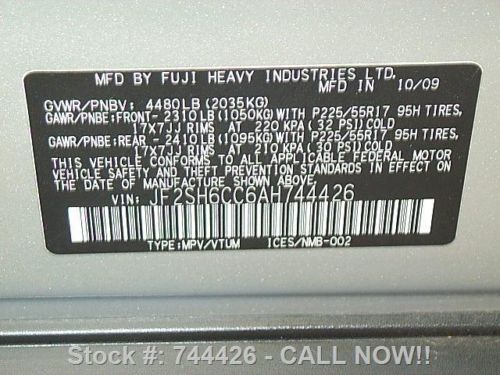 MFD BY FUJI HEAVY INDUSTRIES LTD.
MFD IN 10/09
GVWR/PNBV: 4480LB(2035KG)
GAWR/PNBE:FRONT- 2310LB(1050KG)WITH P225/55R17 95H TIRES,
17X7JJ RIMS AT 220 KPA(32 PSI)COLD
GAWR/PNBE:REAR - 2410LB(1095KG)WITH P225/55R17 95H TIRES,
17X7JJ RIMS AT 210 KPA(30 PSI)COLD
THIS VEHICLE CONFORMS TO ALL APPLICABLE FEDERAL MOTOR
VEHICLE SAFETY AND BUMPER STANDARDS IN EFFECT ON THE DATE
OF MANUFACTURE SHOWN ABOVE.
VIN: JF2SH6CC6AH744426
TYPE:MPV/VTUM ICES/NMB-002
Stock #: 744426 - CALL NOW!!